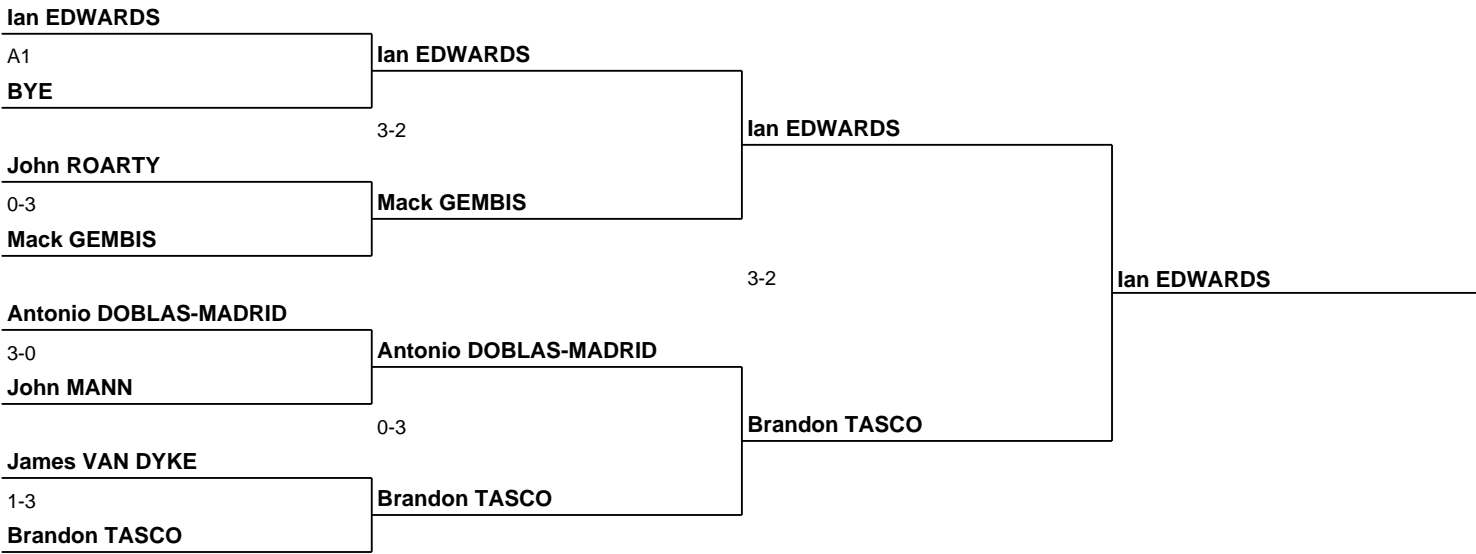 Ian EDWARDS
A1
Ian EDWARDS
BYE
3-2
Ian EDWARDS
John ROARTY
0-3
Mack GEMBIS
Mack GEMBIS
3-2
Ian EDWARDS
Antonio DOBLAS-MADRID
3-0
Antonio DOBLAS-MADRID
John MANN
0-3
Brandon TASCO
James VAN DYKE
1-3
Brandon TASCO
Brandon TASCO